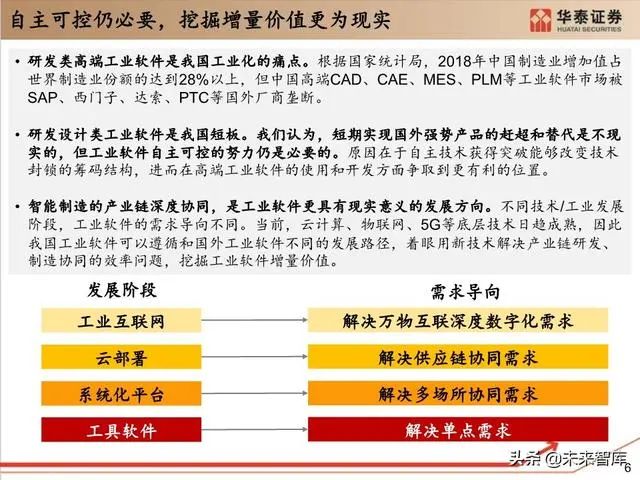 自主可控仍必要，挖掘增量价值更为现实
华泰证券
HUATAI SECURITIES
• 研发类高端工业软件是我国工业化的痛点。根据国家统计局，2018年中国制造业增加值占
世界制造业份额的达到28%以上，但中国高端CAD、CAE、MES、PLM等工业软件市场被
SAP、西门子、达索、PTC等国外厂商垄断。
• 研发设计类工业软件是我国短板。我们认为，短期实现国外强势产品的赶超和替代是不现
实的，但工业软件自主可控的努力仍是必要的。原因在于自主技术获得突破能够改变技术
封锁的筹码结构，进而在高端工业软件的使用和开发方面争取到更有利的位置。
• 智能制造的产业链深度协同，是工业软件更具有现实意义的发展方向。不同技术/工业发展
阶段，工业软件的需求导向不同。当前，云计算、物联网、5G等底层技术日趋成熟，因此
我国工业软件可以遵循和国外工业软件不同的发展路径，着眼用新技术解决产业链研发、
制造协同的效率问题，挖掘工业软件增量价值。
发展阶段
需求导向
工业互联网
解决万物互联深度数字化需求
云部署
解决供应链协同需求
系统化平台
解决多场所协同需求
工具软件
解决单点需求
头条@未来智库
6